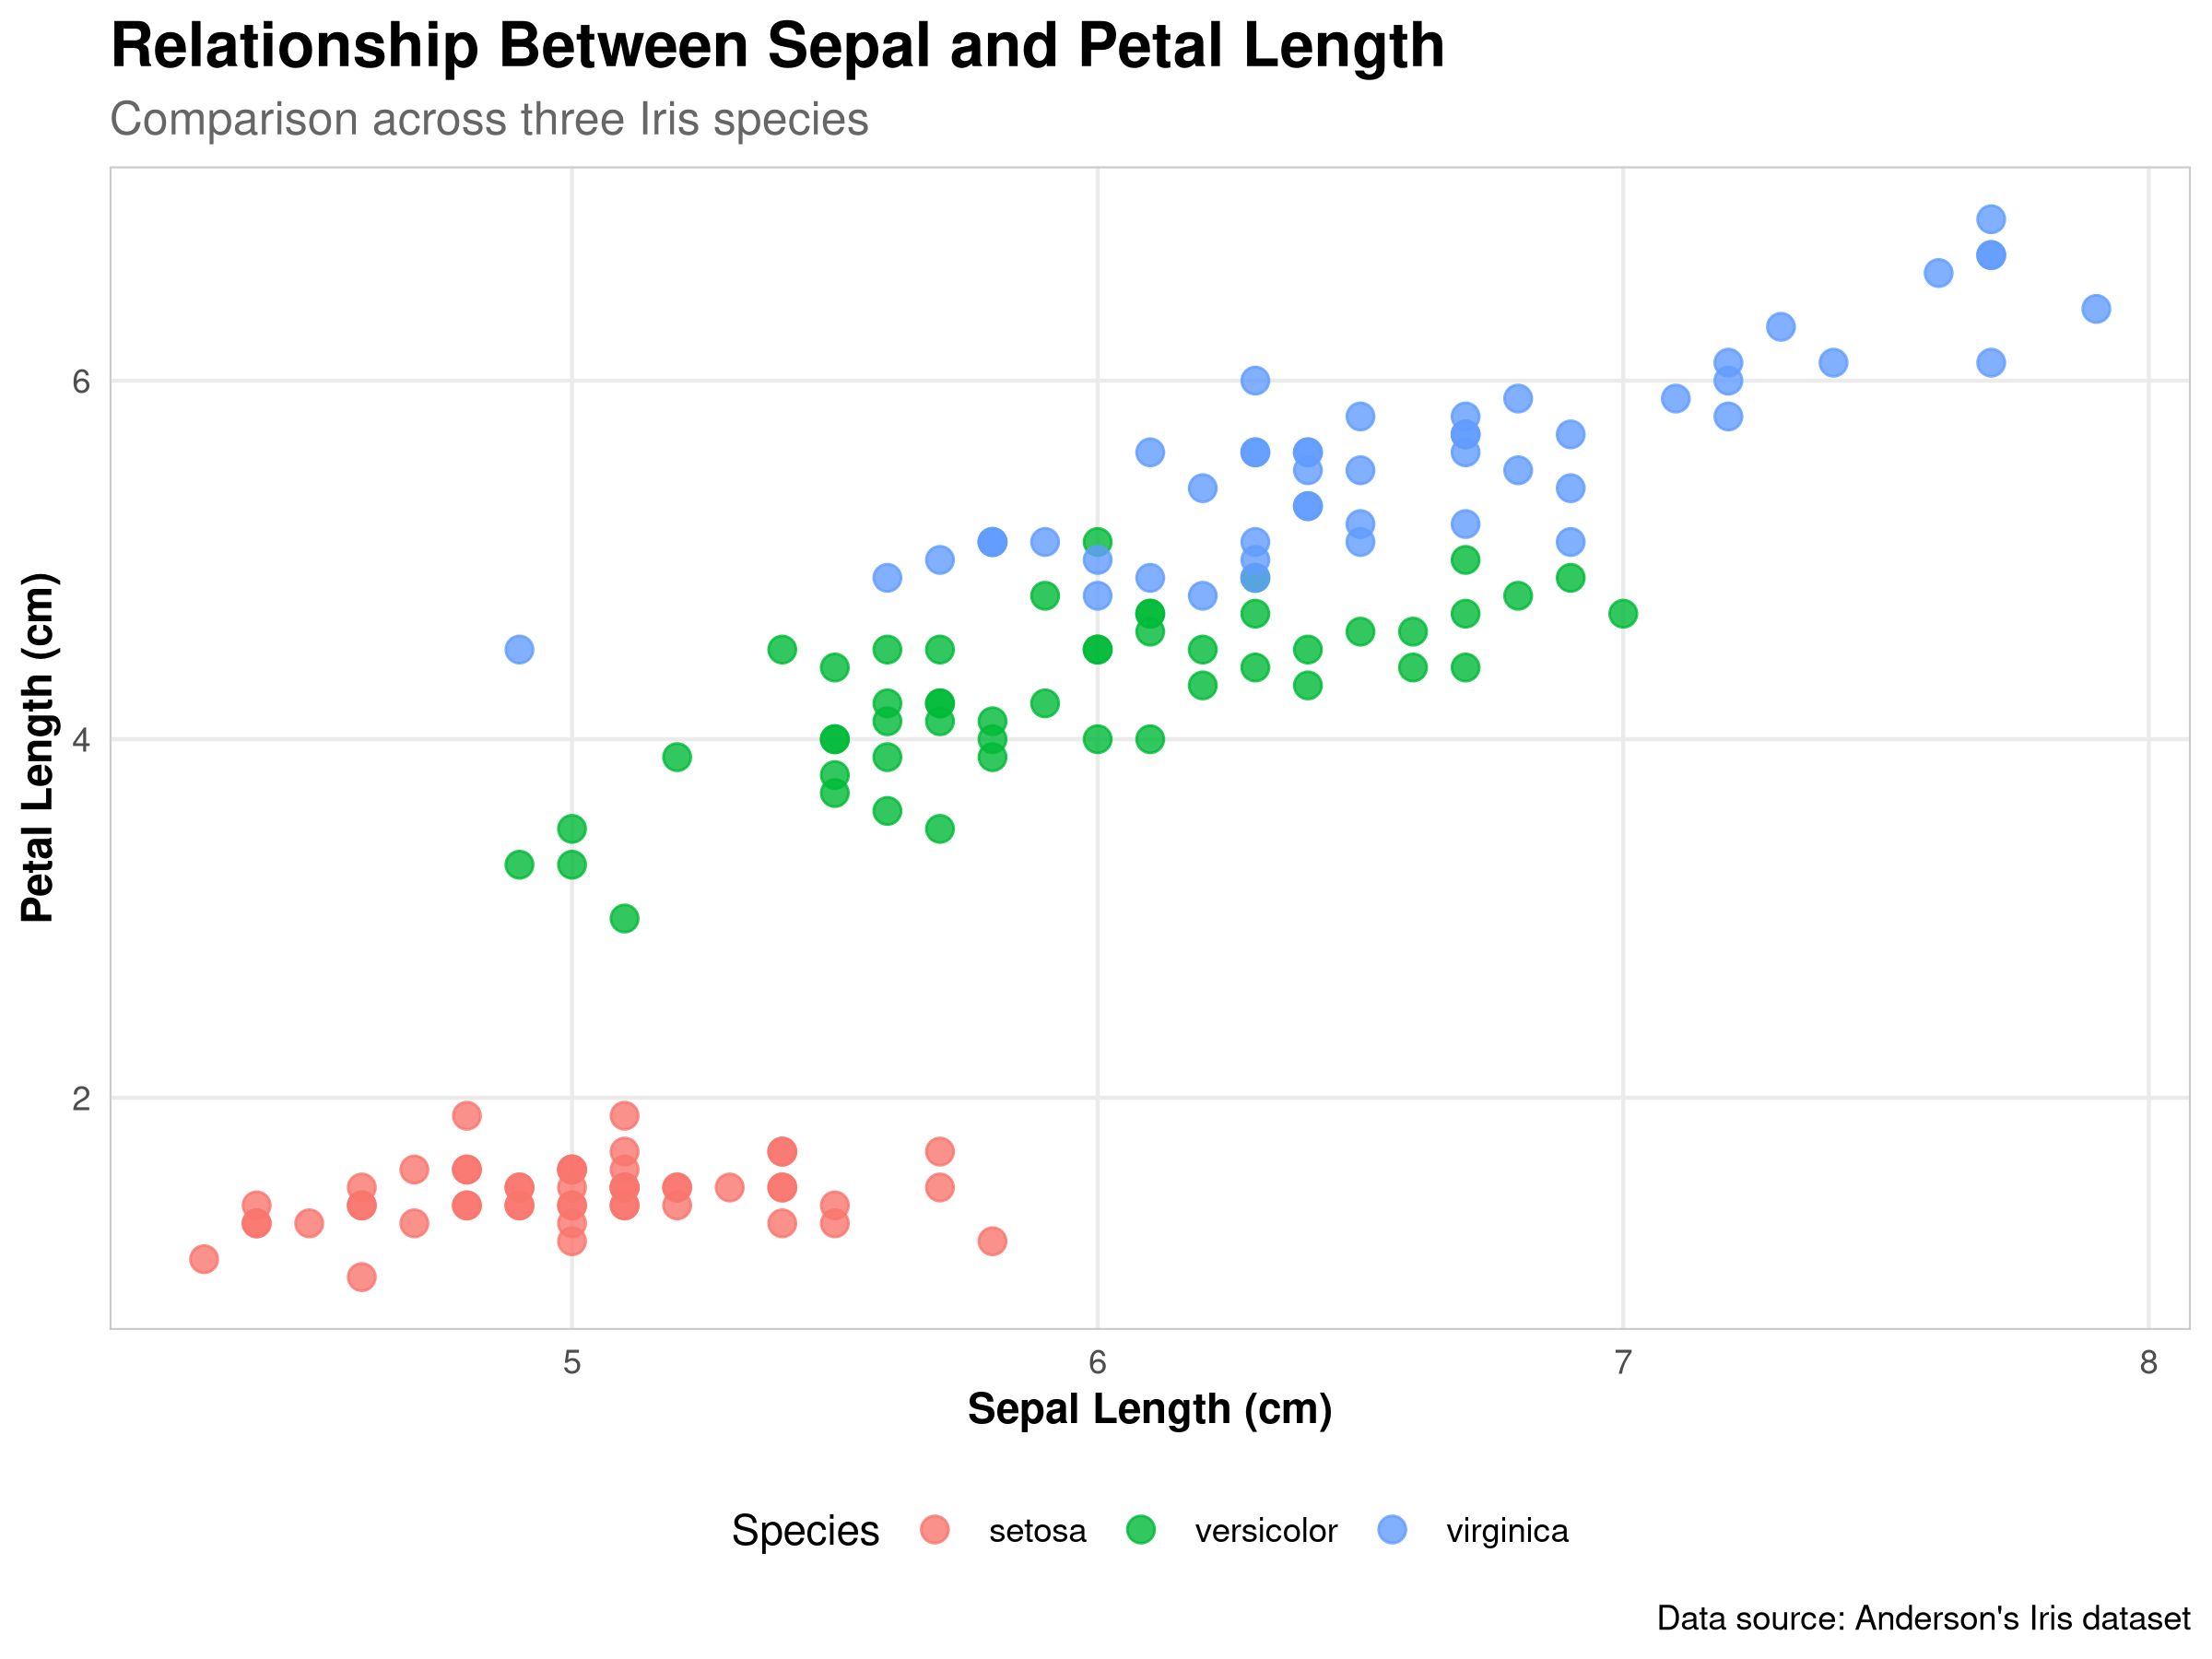 Relationship Between Sepal and Petal Length
Comparison across three Iris species
Petal Length (cm)
6
4
2
5 6 7 8
Sepal Length (cm)
Species setosa versicolor virginica
Data source: Anderson's Iris dataset